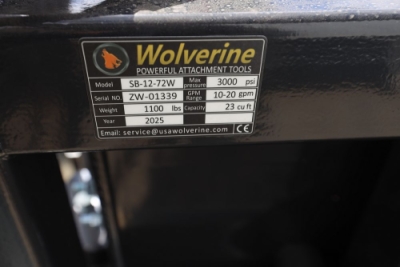 Wolverine
POWERFUL ATTACHMENT TOOLS
Model SB-12-72W Max pressure 3000 psi
Serial NO. ZW-01339 GPM Range 10-20 gpm
Weight 1100 lbs Capacity 23 cu ft
Year 2025
Email: service@usawolverine.com CE